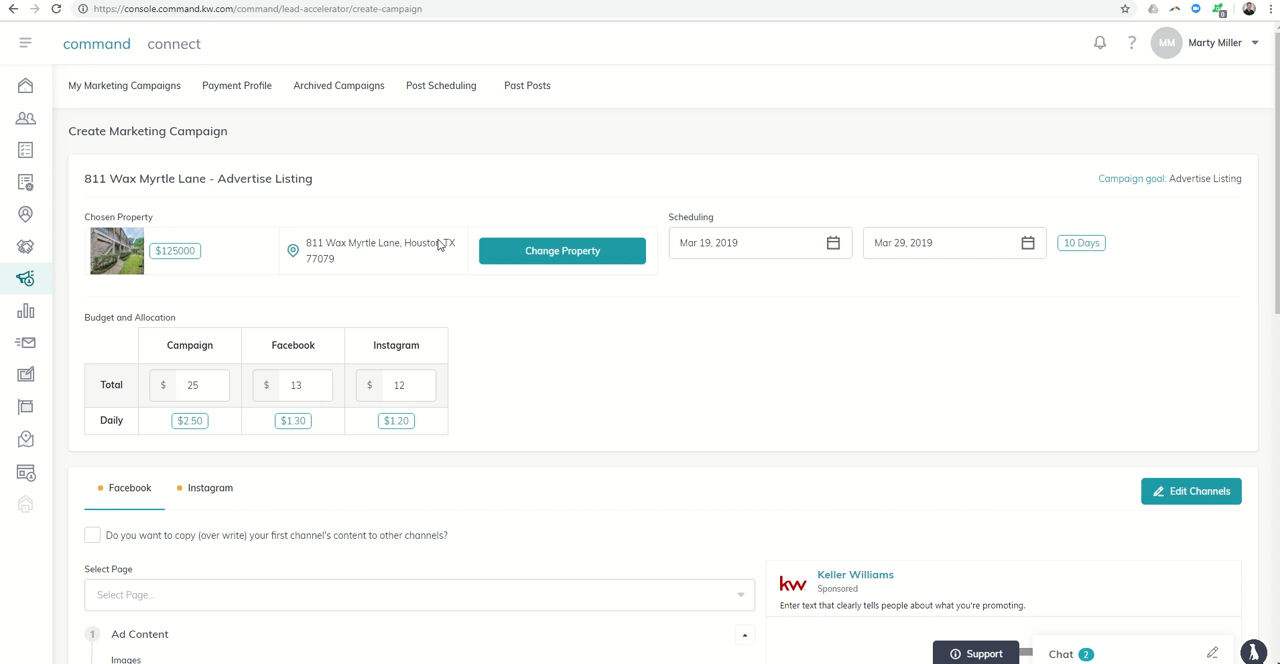 https://console.command.kw.com/command/lead-accelerator/create-campaign
command connect
MM Marty Miller
My Marketing Campaigns Payment Profile Archived Campaigns Post Scheduling Past Posts
Create Marketing Campaign
811 Wax Myrtle Lane - Advertise Listing
Campaign goal: Advertise Listing
Chosen Property
Scheduling
$125000
811 Wax Myrtle Lane, Houston, TX
77079
Change Property
Mar 19, 2019
Mar 29, 2019
10 Days
Budget and Allocation
Campaign Facebook Instagram
Total $ 25 $ 13 $ 12
Daily $2.50 $1.30 $1.20
Facebook Instagram
Edit Channels
Do you want to copy (over write) your first channel's content to other channels?
Select Page
Select Page...
kw Keller Williams
Sponsored
Enter text that clearly tells people about what you're promoting.
1 Ad Content
Images
Support
Chat 2